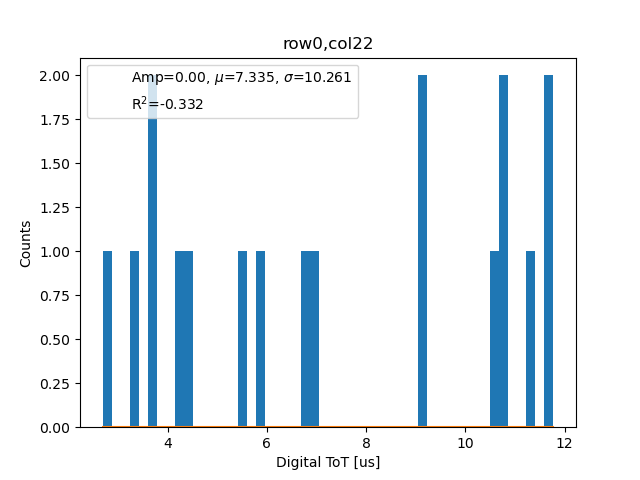 row0,col22
Amp=0.00, μ=7.335, σ=10.261
R²=-0.332
2.00
1.75
1.50
1.25
1.00
0.75
0.50
0.25
0.00
Counts
4 6 8 10 12
Digital ToT [us]